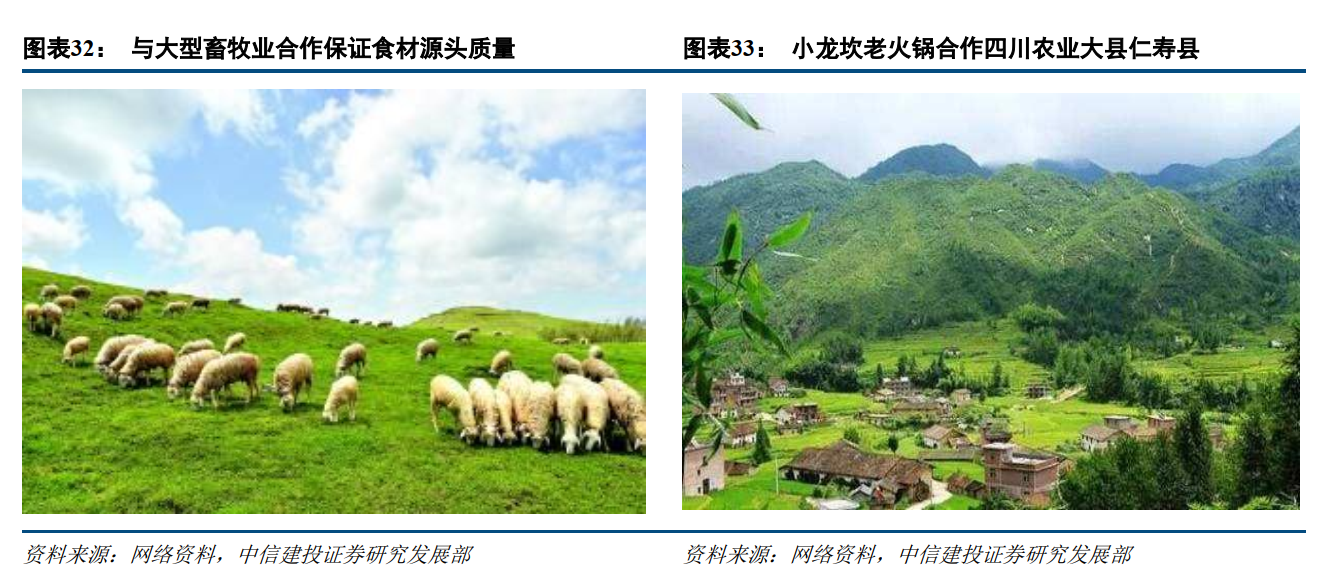 图表32： 与大型畜牧业合作保证食材源头质量
图表33： 小龙坎老火锅合作四川农业大县仁寿县
资料来源：网络资料，中信建投证券研究发展部
资料来源：网络资料，中信建投证券研究发展部